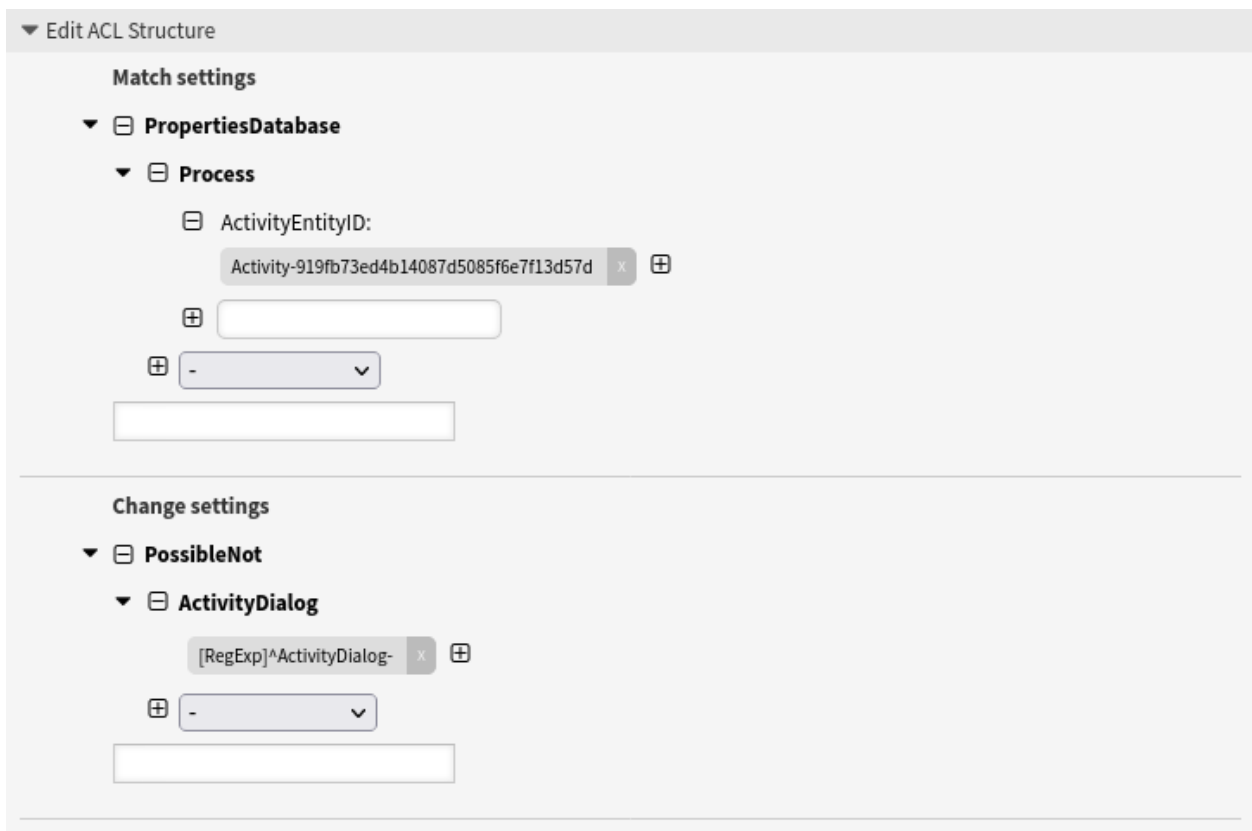 Edit ACL Structure
Match settings
PropertiesDatabase
Process
ActivityEntityID:
Activity-919fb73ed4b14087d5085f6e7f13d57d x
-
Change settings
PossibleNot
ActivityDialog
[RegExp]^ActivityDialog- x
-